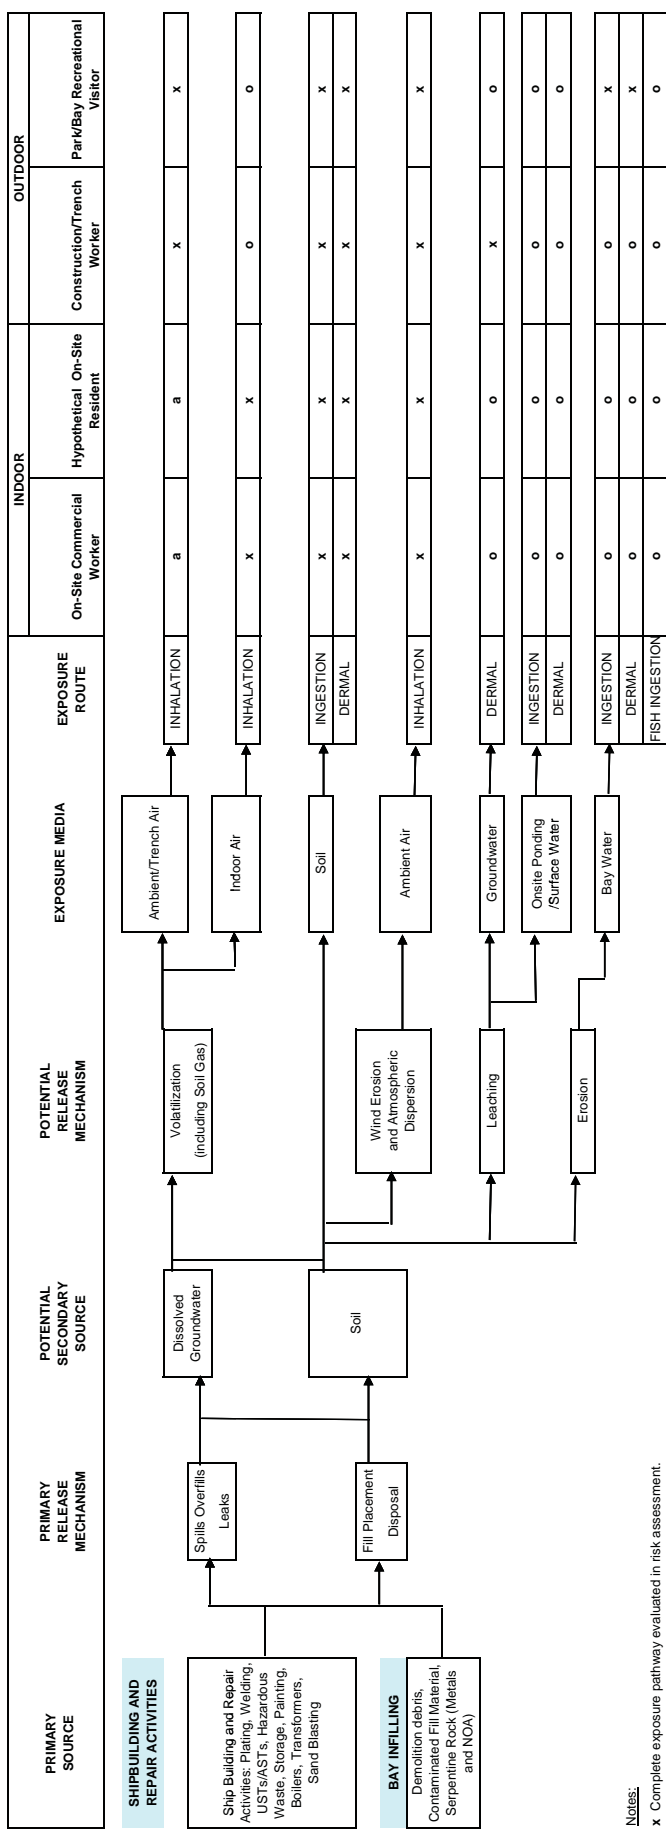 PRIMARY
SOURCE
PRIMARY
RELEASE
MECHANISM
POTENTIAL
SECONDARY
SOURCE
POTENTIAL
RELEASE
MECHANISM
EXPOSURE MEDIA
EXPOSURE
ROUTE
INDOOR
OUTDOOR
On-Site Commercial
Worker
Hypothetical On-Site
Resident
Construction/Trench
Worker
Park/Bay Recreational
Visitor
SHIPBUILDING AND
REPAIR ACTIVITIES
Ship Building and Repair
Activities: Plating, Welding,
USTs/ASTs, Hazardous
Waste, Storage, Painting,
Boilers, Transformers,
Sand Blasting
BAY INFILLING
Demolition debris,
Contaminated Fill Material,
Serpentine Rock (Metals
and NOA)
Spills Overfills
Leaks
Fill Placement
Disposal
Dissolved
Groundwater
Soil
Volatilization
(including Soil Gas)
Wind Erosion
and Atmospheric
Dispersion
Leaching
Erosion
Ambient/Trench Air
Indoor Air
Soil
Ambient Air
Groundwater
Onsite Ponding
/Surface Water
Bay Water
INHALATION a a x x
INHALATION x x o o
INGESTION x x x x
DERMAL x x x x
INHALATION x x x x
DERMAL o o x o
INGESTION o o o o
DERMAL o o o o
INGESTION o o o x
DERMAL o o o x
FISH INGESTION o o o o
Notes:
x Complete exposure pathway evaluated in risk assessment.